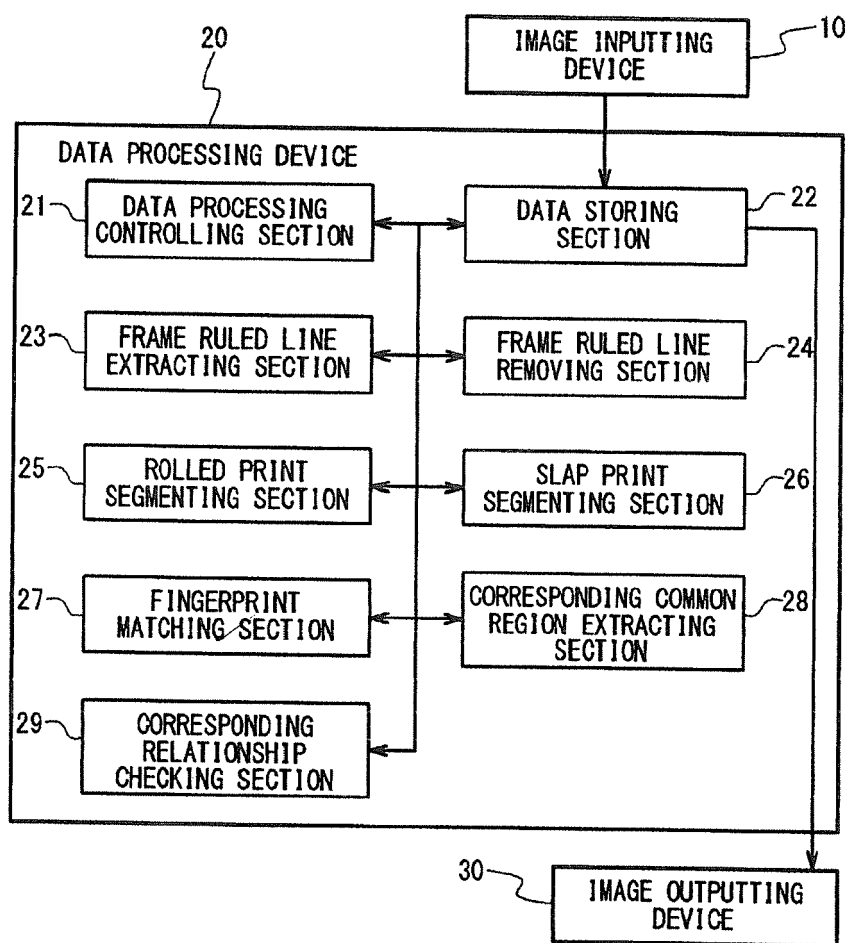 20
10
IMAGE INPUTTING
DEVICE
DATA PROCESSING DEVICE
21
DATA PROCESSING
CONTROLLING SECTION
22
DATA STORING
SECTION
23
FRAME RULED LINE
EXTRACTING SECTION
24
FRAME RULED LINE
REMOVING SECTION
25
ROLLED PRINT
SEGMENTING SECTION
26
SLAP PRINT
SEGMENTING SECTION
27
FINGERPRINT
MATCHING SECTION
28
CORRESPONDING COMMON
REGION EXTRACTING
SECTION
29
CORRESPONDING
RELATIONSHIP
CHECKING SECTION
30
IMAGE OUTPUTTING
DEVICE